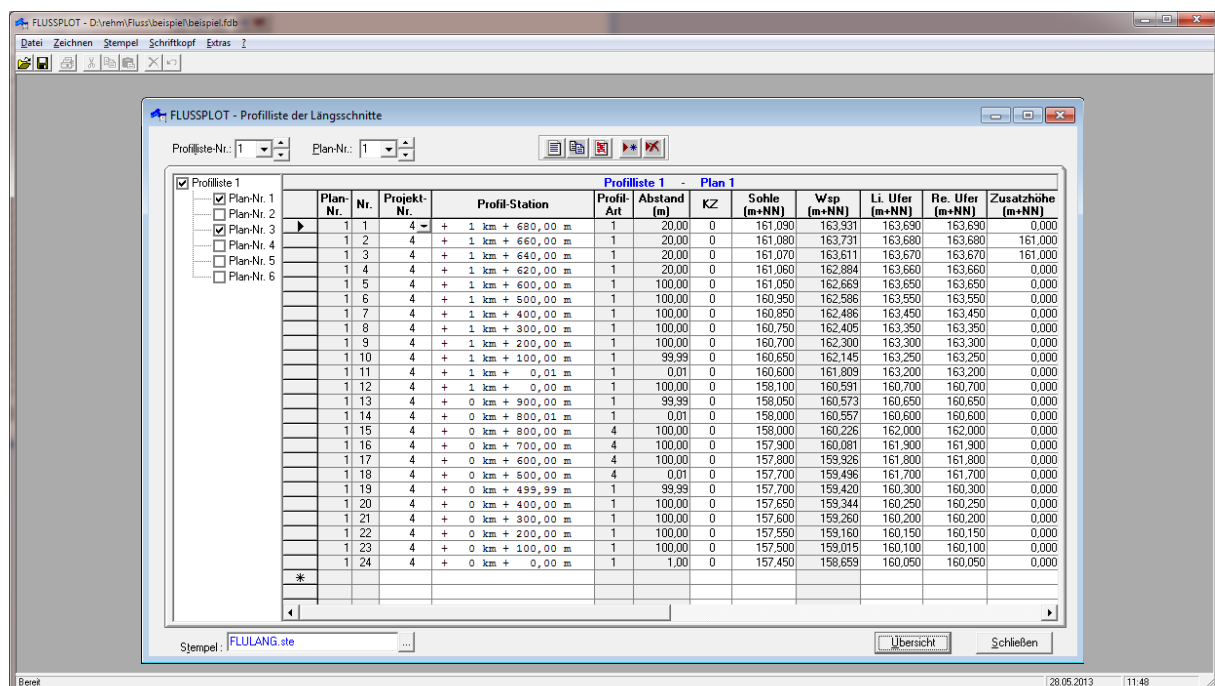 FLUSSPLOT - D:\rehm\Fluss\beispiel\beispiel.fdb
Datei Zeichnen Stempel Schriftkopf Extras ?
FLUSSPLOT - Profilliste der Längsschnitte
Profilliste-Nr.: 1 Plan-Nr.: 1
Profilliste 1
Plan-Nr. 1
Plan-Nr. 2
Plan-Nr. 3
Plan-Nr. 4
Plan-Nr. 5
Plan-Nr. 6
Profilliste 1 - Plan 1
Plan-Nr. Nr. Projekt-Nr. Profil-Station Profil-Art Abstand (m) KZ Sohle (m+NN) Wsp (m+NN) Li. Ufer (m+NN) Re. Ufer (m+NN) Zusatzhöhe (m+NN)
1 1 4 + 1 km + 680,00 m 1 20,00 0 161,090 163,931 163,690 163,690 0,000
1 2 4 + 1 km + 660,00 m 1 20,00 0 161,080 163,731 163,680 163,680 161,000
1 3 4 + 1 km + 640,00 m 1 20,00 0 161,070 163,611 163,670 163,670 161,000
1 4 4 + 1 km + 620,00 m 1 20,00 0 161,060 162,884 163,660 163,660 0,000
1 5 4 + 1 km + 600,00 m 1 100,00 0 161,050 162,669 163,650 163,650 0,000
1 6 4 + 1 km + 500,00 m 1 100,00 0 160,950 162,586 163,550 163,550 0,000
1 7 4 + 1 km + 400,00 m 1 100,00 0 160,850 162,486 163,450 163,450 0,000
1 8 4 + 1 km + 300,00 m 1 100,00 0 160,750 162,405 163,350 163,350 0,000
1 9 4 + 1 km + 200,00 m 1 100,00 0 160,700 162,300 163,300 163,300 0,000
1 10 4 + 1 km + 100,00 m 1 99,99 0 160,650 162,145 163,250 163,250 0,000
1 11 4 + 1 km + 0,01 m 1 0,01 0 160,600 161,809 163,200 163,200 0,000
1 12 4 + 1 km + 0,00 m 1 100,00 0 158,100 160,591 160,700 160,700 0,000
1 13 4 + 0 km + 900,00 m 1 99,99 0 158,050 160,573 160,650 160,650 0,000
1 14 4 + 0 km + 800,01 m 1 0,01 0 158,000 160,557 160,600 160,600 0,000
1 15 4 + 0 km + 800,00 m 4 100,00 0 158,000 160,226 162,000 162,000 0,000
1 16 4 + 0 km + 700,00 m 4 100,00 0 157,900 160,081 161,900 161,900 0,000
1 17 4 + 0 km + 600,00 m 4 100,00 0 157,800 159,926 161,800 161,800 0,000
1 18 4 + 0 km + 500,00 m 4 0,01 0 157,700 159,496 161,700 161,700 0,000
1 19 4 + 0 km + 499,99 m 1 99,99 0 157,700 159,420 160,300 160,300 0,000
1 20 4 + 0 km + 400,00 m 1 100,00 0 157,650 159,344 160,250 160,250 0,000
1 21 4 + 0 km + 300,00 m 1 100,00 0 157,600 159,260 160,200 160,200 0,000
1 22 4 + 0 km + 200,00 m 1 100,00 0 157,550 159,160 160,150 160,150 0,000
1 23 4 + 0 km + 100,00 m 1 100,00 0 157,500 159,015 160,100 160,100 0,000
1 24 4 + 0 km + 0,00 m 1 1,00 0 157,450 158,659 160,050 160,050 0,000
Stempel : FLULANG.ste ... Übersicht Schließen
Bereit 28.05.2013 11:48